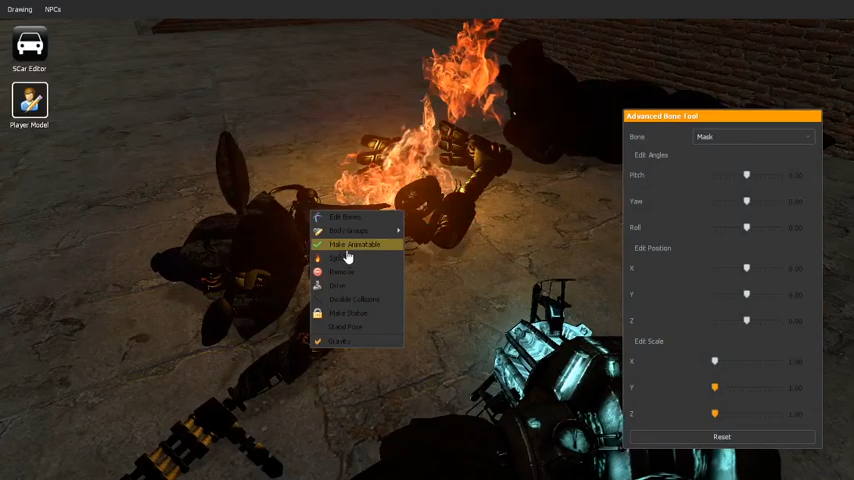 Drawing NPCs
SCar Editor
Player Model
Edit Bones
Body Groups
Make Animatable
Remove
Drive
Disable Collisions
Make Statue
Stand Pose
Gravity
Advanced Bone Tool
Bone Mask
Edit Angles
Pitch 0.00
Yaw 0.00
Roll 0.00
Edit Position
X 0.00
Y 0.00
Z 0.00
Edit Scale
X 1.00
Y 1.00
Z 1.00
Reset